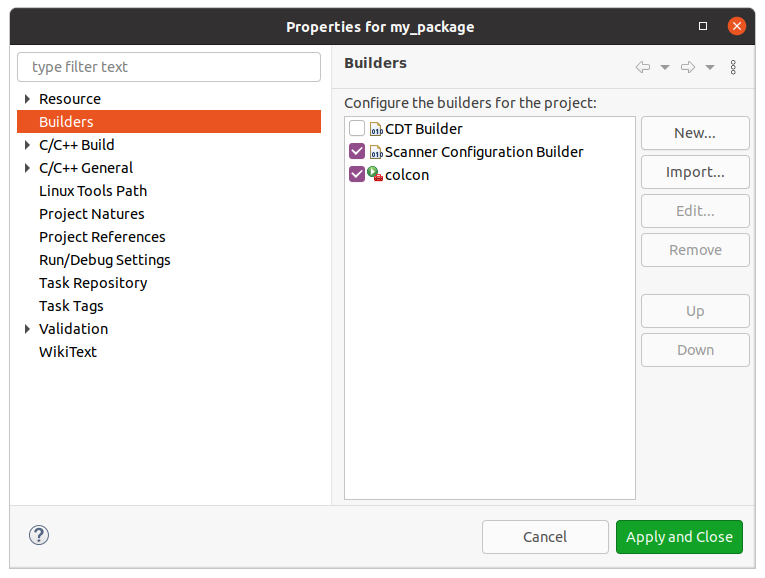 Properties for my_package
type filter text
Resource
Builders
C/C++ Build
C/C++ General
Linux Tools Path
Project Natures
Project References
Run/Debug Settings
Task Repository
Task Tags
Validation
WikiText
Builders
Configure the builders for the project:
CDT Builder
Scanner Configuration Builder
colcon
New...
Import...
Edit...
Remove
Up
Down
?
Cancel
Apply and Close